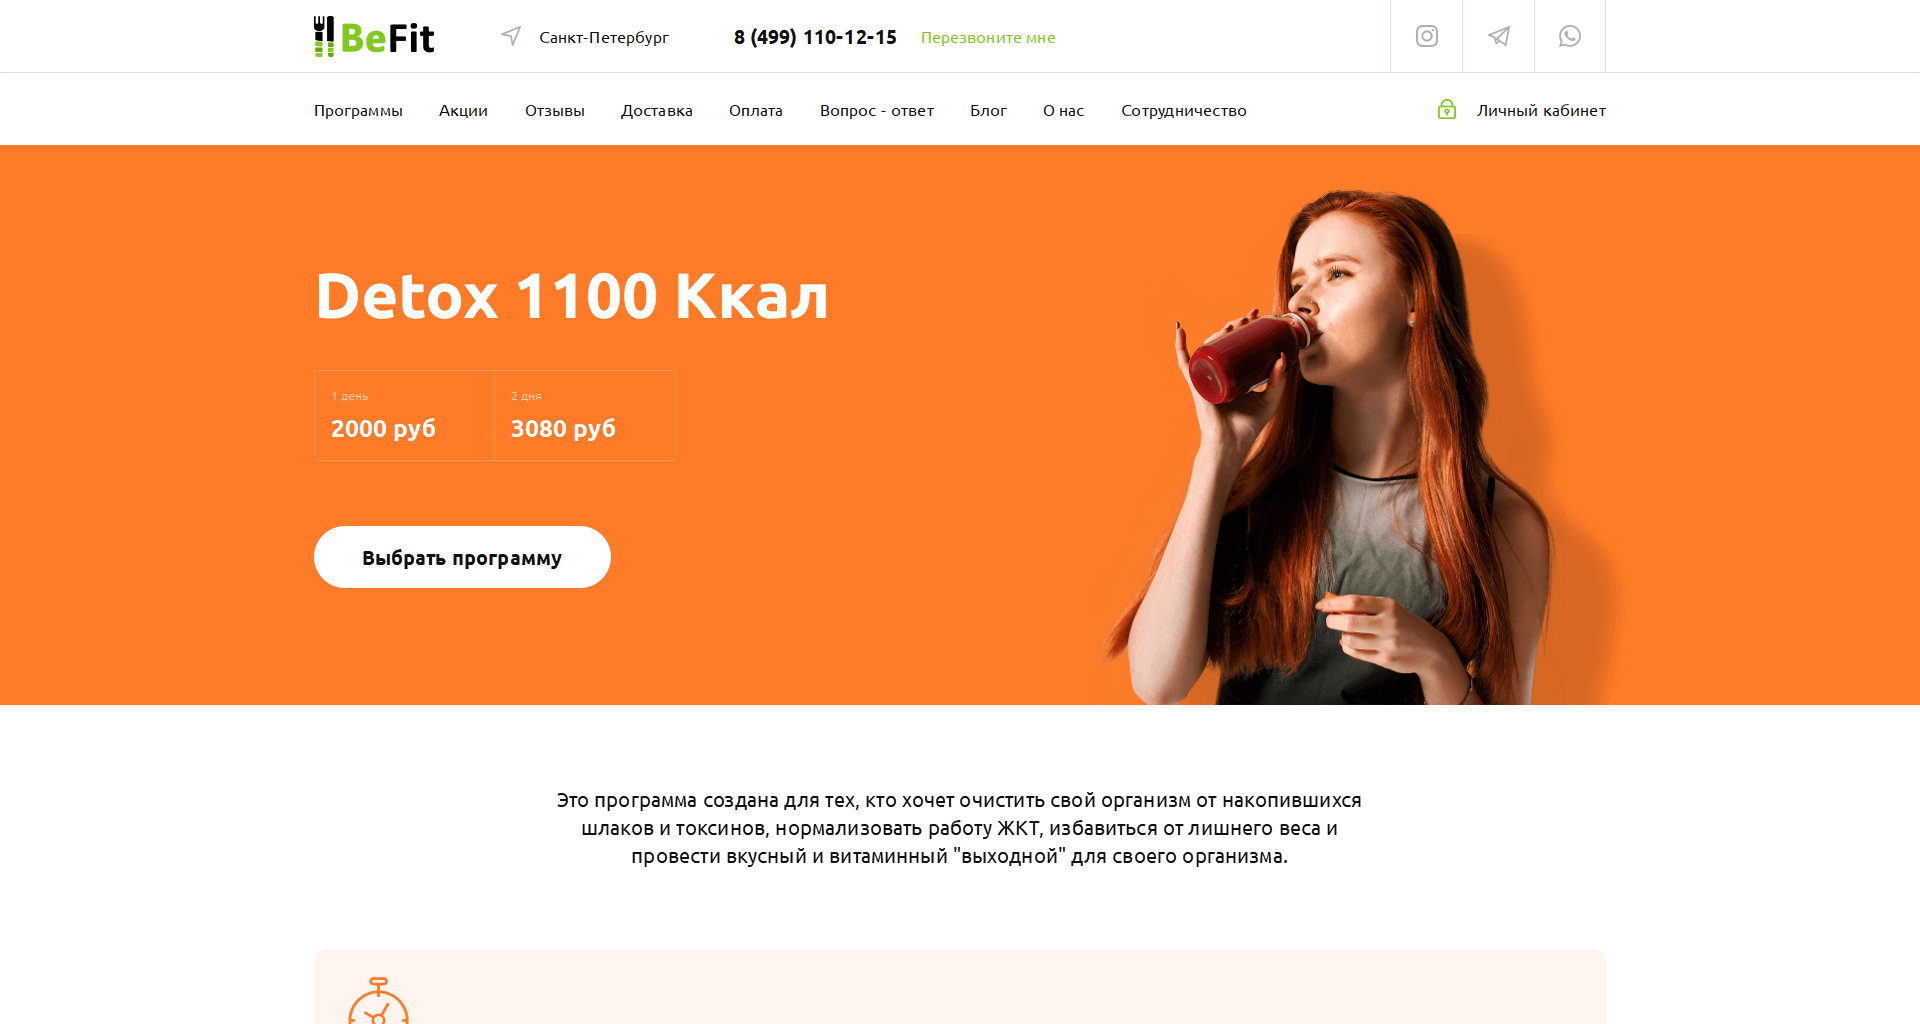 BeFit
Санкт-Петербург
8 (499) 110-12-15
Перезвоните мне
Программы
Акции
Отзывы
Доставка
Оплата
Вопрос - ответ
Блог
О нас
Сотрудничество
Личный кабинет
Detox 1100 Ккал
1 день
2000 руб
2 дня
3080 руб
Выбрать программу
Это программа создана для тех, кто хочет очистить свой организм от накопившихся
шлаков и токсинов, нормализовать работу ЖКТ, избавиться от лишнего веса и
провести вкусный и витаминный "выходной" для своего организма.